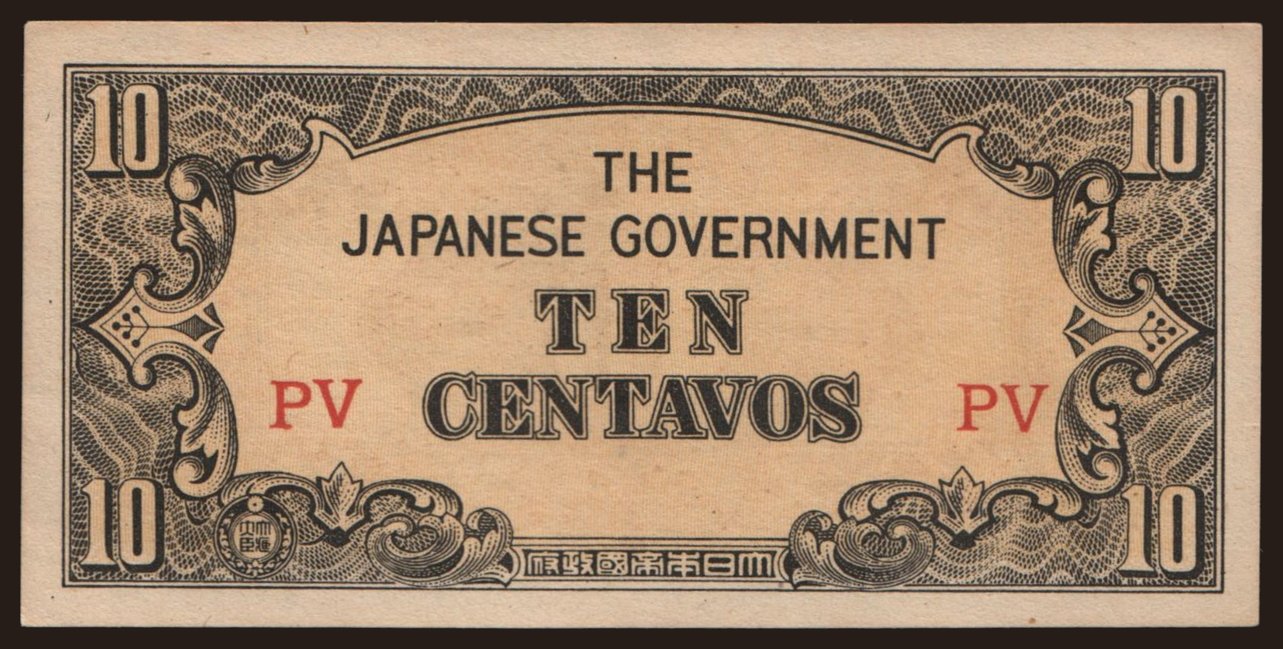 10 10
THE
JAPANESE GOVERNMENT
TEN
PV CENTAVOS PV
10 10
大日本帝國政府